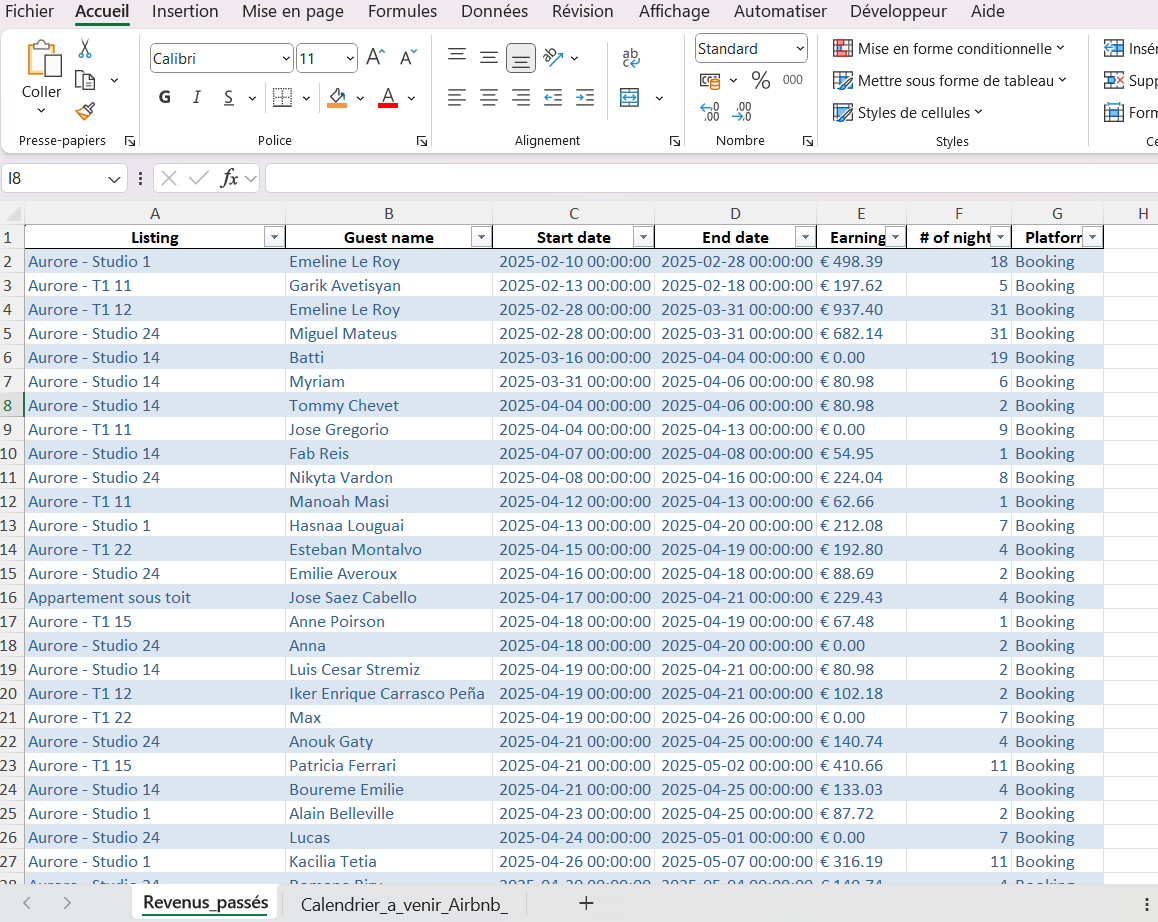 Fichier Accueil Insertion Mise en page Formules Données Révision Affichage Automatiser Développeur Aide
Coller
Presse-papiers
Calibri 11
G I S
Police
ab
Alignement
Standard
% 000
Nombre
Mise en forme conditionnelle
Mettre sous forme de tableau
Styles de cellules
Styles
Insér
Supp
Form
Ce
I8 fx
A B C D E F G H
1 Listing Guest name Start date End date Earning # of night Platfor
2 Aurore - Studio 1 Emeline Le Roy 2025-02-10 00:00:00 2025-02-28 00:00:00 € 498.39 18 Booking
3 Aurore - T1 11 Garik Avetisyan 2025-02-13 00:00:00 2025-02-18 00:00:00 € 197.62 5 Booking
4 Aurore - T1 12 Emeline Le Roy 2025-02-28 00:00:00 2025-03-31 00:00:00 € 937.40 31 Booking
5 Aurore - Studio 24 Miguel Mateus 2025-02-28 00:00:00 2025-03-31 00:00:00 € 682.14 31 Booking
6 Aurore - Studio 14 Batti 2025-03-16 00:00:00 2025-04-04 00:00:00 € 0.00 19 Booking
7 Aurore - Studio 14 Myriam 2025-03-31 00:00:00 2025-04-06 00:00:00 € 80.98 6 Booking
8 Aurore - Studio 14 Tommy Chevet 2025-04-04 00:00:00 2025-04-06 00:00:00 € 80.98 2 Booking
9 Aurore - T1 11 Jose Gregorio 2025-04-04 00:00:00 2025-04-13 00:00:00 € 0.00 9 Booking
10 Aurore - Studio 14 Fab Reis 2025-04-07 00:00:00 2025-04-08 00:00:00 € 54.95 1 Booking
11 Aurore - Studio 24 Nikyta Vardon 2025-04-08 00:00:00 2025-04-16 00:00:00 € 224.04 8 Booking
12 Aurore - T1 11 Manoah Masi 2025-04-12 00:00:00 2025-04-13 00:00:00 € 62.66 1 Booking
13 Aurore - Studio 1 Hasnaa Louguai 2025-04-13 00:00:00 2025-04-20 00:00:00 € 212.08 7 Booking
14 Aurore - T1 22 Esteban Montalvo 2025-04-15 00:00:00 2025-04-19 00:00:00 € 192.80 4 Booking
15 Aurore - Studio 24 Emilie Averoux 2025-04-16 00:00:00 2025-04-18 00:00:00 € 88.69 2 Booking
16 Appartement sous toit Jose Saez Cabello 2025-04-17 00:00:00 2025-04-21 00:00:00 € 229.43 4 Booking
17 Aurore - T1 15 Anne Poirson 2025-04-18 00:00:00 2025-04-19 00:00:00 € 67.48 1 Booking
18 Aurore - Studio 24 Anna 2025-04-18 00:00:00 2025-04-20 00:00:00 € 0.00 2 Booking
19 Aurore - Studio 14 Luis Cesar Stremiz 2025-04-19 00:00:00 2025-04-21 00:00:00 € 80.98 2 Booking
20 Aurore - T1 12 Iker Enrique Carrasco Peña 2025-04-19 00:00:00 2025-04-21 00:00:00 € 102.18 2 Booking
21 Aurore - T1 22 Max 2025-04-19 00:00:00 2025-04-26 00:00:00 € 0.00 7 Booking
22 Aurore - Studio 24 Anouk Gaty 2025-04-21 00:00:00 2025-04-25 00:00:00 € 140.74 4 Booking
23 Aurore - T1 15 Patricia Ferrari 2025-04-21 00:00:00 2025-05-02 00:00:00 € 410.66 11 Booking
24 Aurore - Studio 14 Boureme Emilie 2025-04-21 00:00:00 2025-04-25 00:00:00 € 133.03 4 Booking
25 Aurore - Studio 1 Alain Belleville 2025-04-23 00:00:00 2025-04-25 00:00:00 € 87.72 2 Booking
26 Aurore - Studio 24 Lucas 2025-04-24 00:00:00 2025-05-01 00:00:00 € 0.00 7 Booking
27 Aurore - Studio 1 Kacilia Tetia 2025-04-26 00:00:00 2025-05-07 00:00:00 € 316.19 11 Booking
Revenus_passés Calendrier_a_venir_Airbnb_